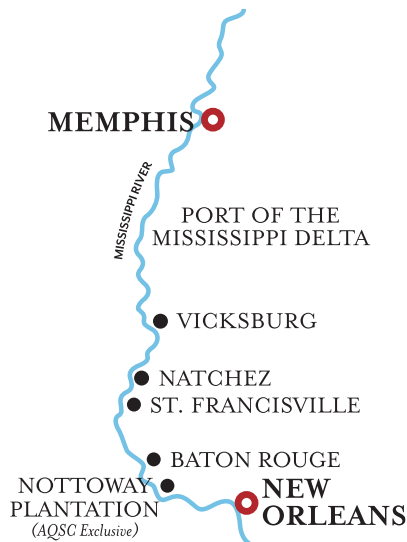 MEMPHIS
MISSISSIPPI RIVER
PORT OF THE
MISSISSIPPI DELTA
VICKSBURG
NATCHEZ
ST. FRANCISVILLE
BATON ROUGE
NOTTOWAY
PLANTATION
(AQSC Exclusive)
NEW
ORLEANS